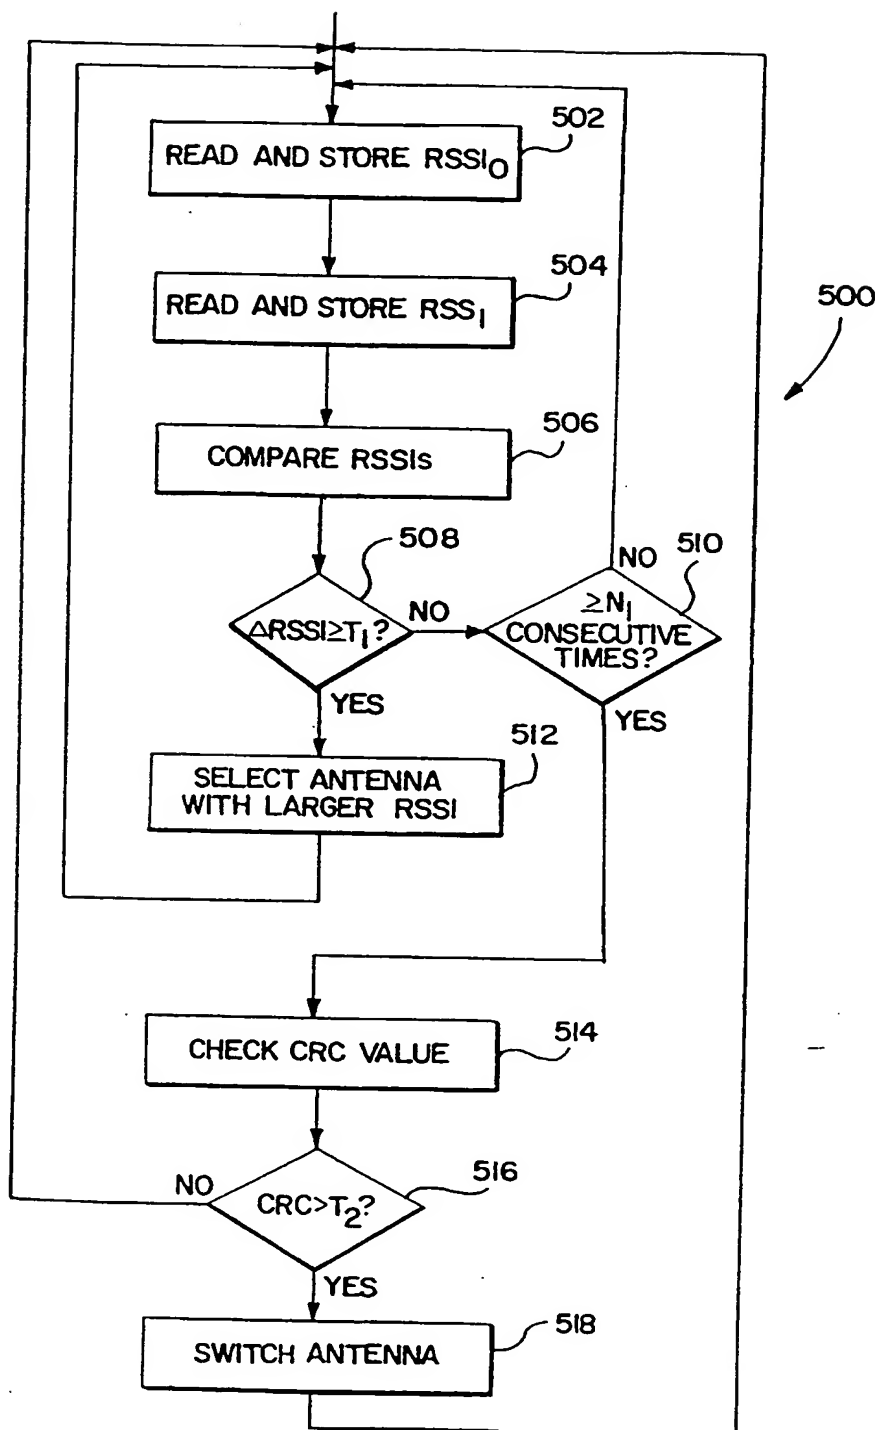 502
READ AND STORE RSSI₀
504
READ AND STORE RSS₁
500
506
COMPARE RSSIs
508
510
NO
ΔRSSI≥T₁?
NO
≥N₁
CONSECUTIVE
TIMES?
YES
YES
512
SELECT ANTENNA
WITH LARGER RSSI
514
CHECK CRC VALUE
516
NO
CRC>T₂?
YES
518
SWITCH ANTENNA